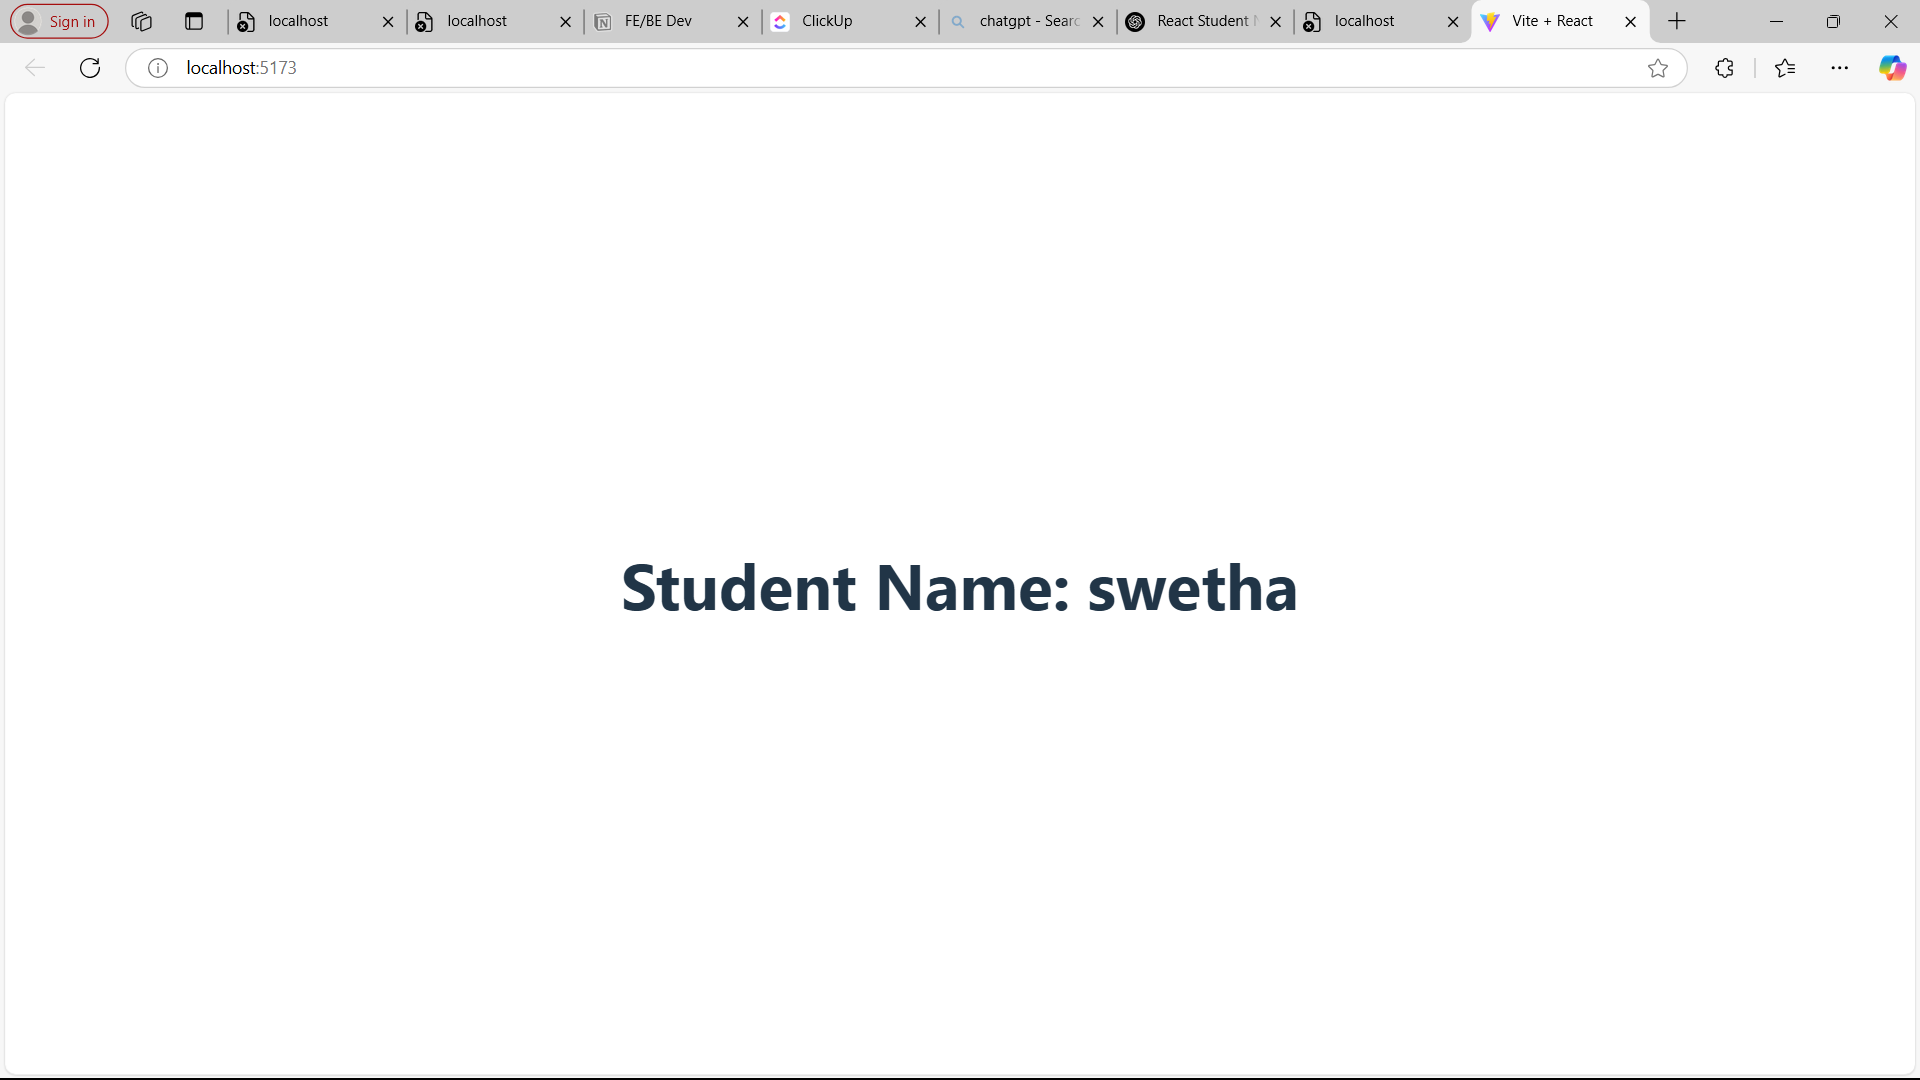 Sign in
localhost
localhost
FE/BE Dev
ClickUp
chatgpt - Searc
React Student
localhost
Vite + React
localhost:5173
Student Name: swetha